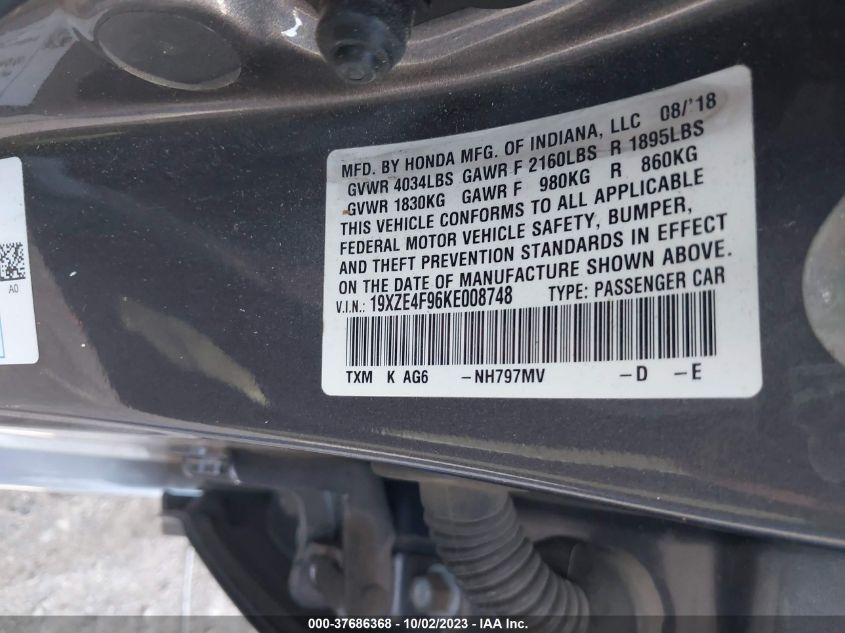 MFD. BY HONDA MFG. OF INDIANA, LLC 08/'18
GVWR 4034LBS GAWR F 2160LBS R 1895LBS
GVWR 1830KG GAWR F 980KG R 860KG
THIS VEHICLE CONFORMS TO ALL APPLICABLE
FEDERAL MOTOR VEHICLE SAFETY, BUMPER,
AND THEFT PREVENTION STANDARDS IN EFFECT
ON THE DATE OF MANUFACTURE SHOWN ABOVE.
V.I.N.: 19XZE4F96KE008748 TYPE: PASSENGER CAR
TXM K AG6 -NH797MV -D -E
A0
000-37686368 - 10/02/2023 - IAA Inc.